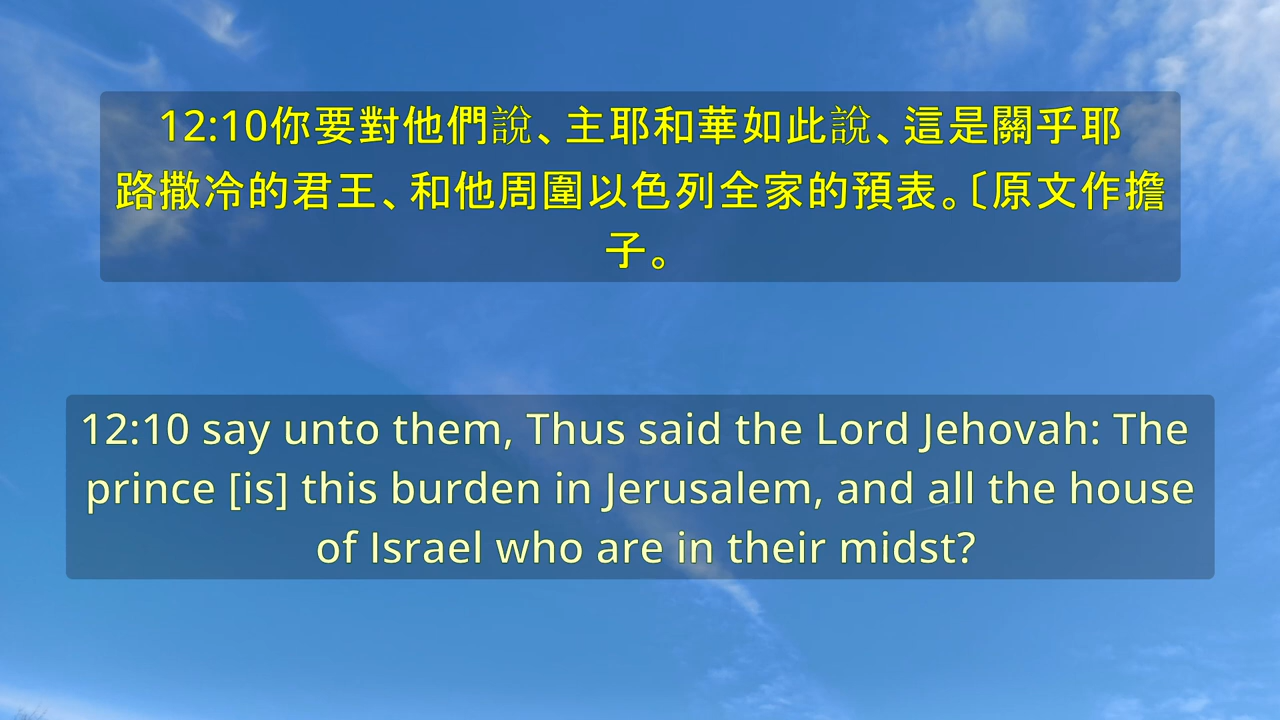 12:10你要對他們說、主耶和華如此說、這是關乎耶
路撒冷的君王、和他周圍以色列全家的預表。〔原文作擔
子。
12:10 say unto them, Thus said the Lord Jehovah: The
prince [is] this burden in Jerusalem, and all the house
of Israel who are in their midst?